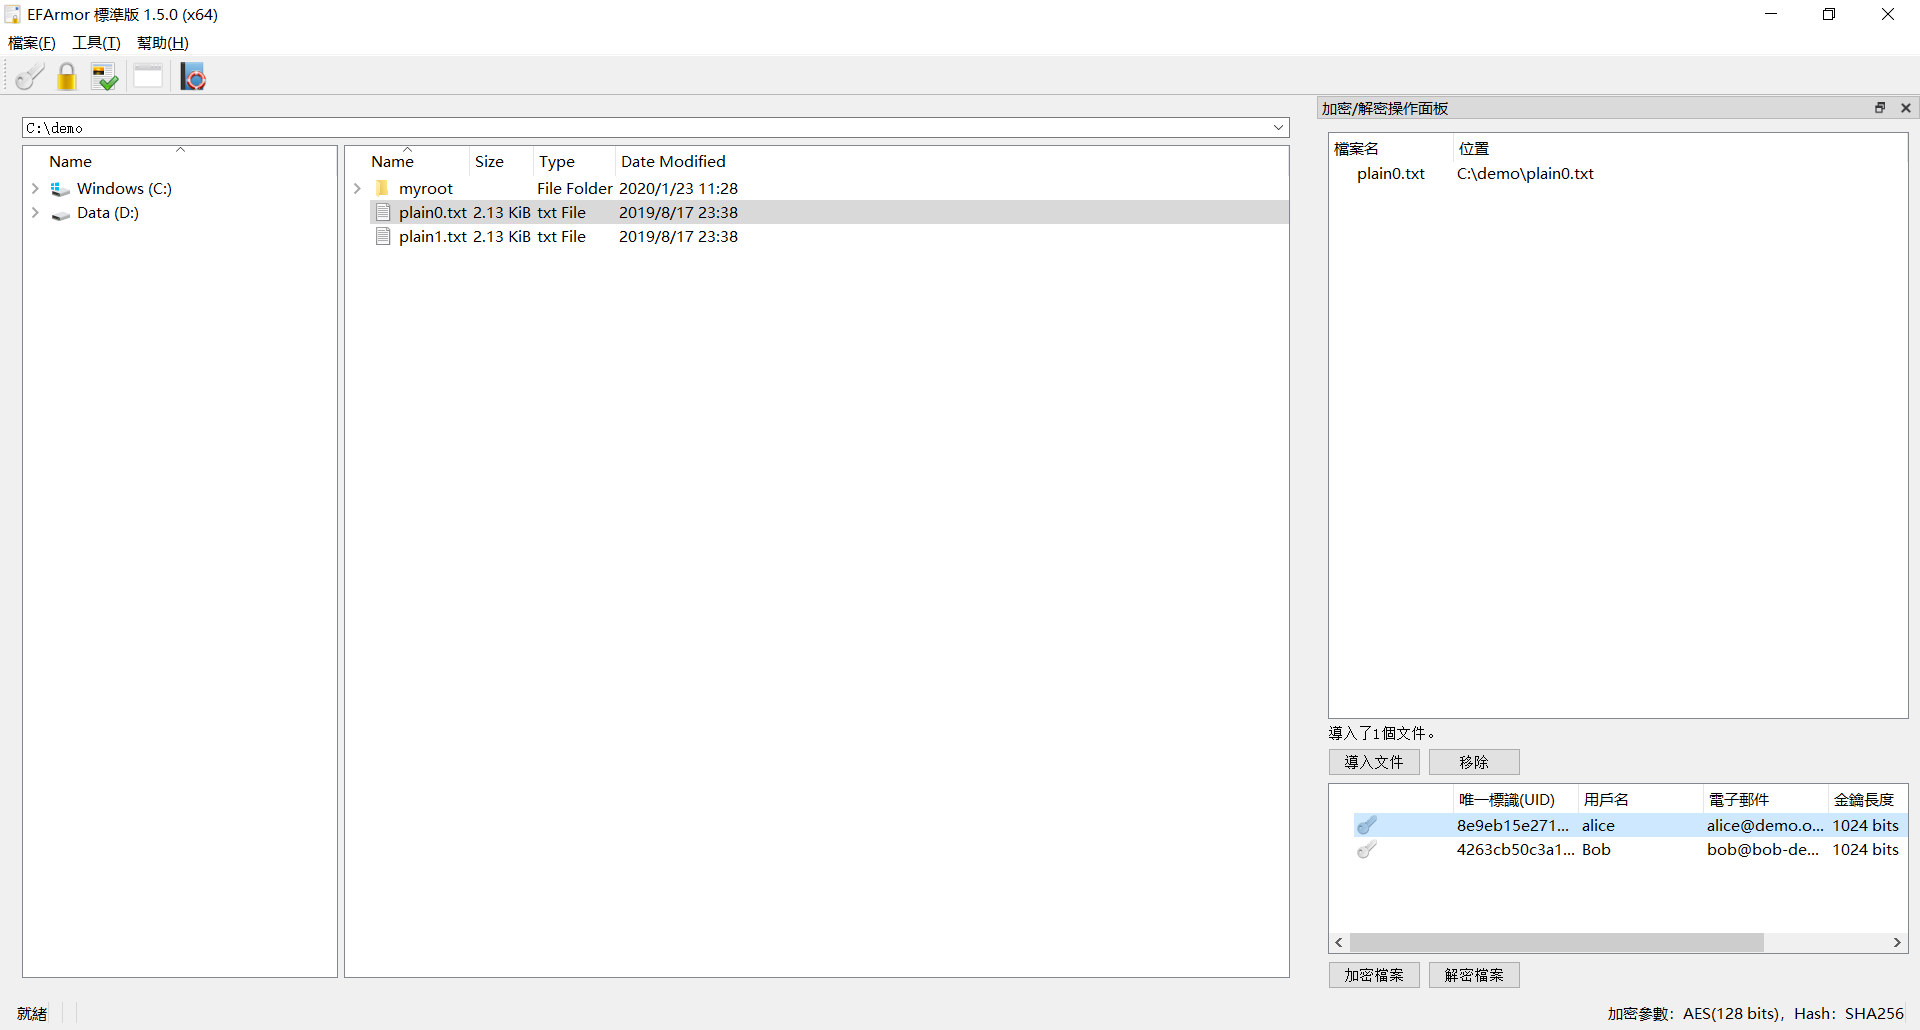 EFArmor 標準版 1.5.0 (x64)
檔案(F) 工具(T) 幫助(H)
C:\demo
Name
Windows (C:)
Data (D:)
Name Size Type Date Modified
myroot File Folder 2020/1/23 11:28
plain0.txt 2.13 KiB txt File 2019/8/17 23:38
plain1.txt 2.13 KiB txt File 2019/8/17 23:38
加密/解密操作面板
檔案名 位置
plain0.txt C:\demo\plain0.txt
導入了1個文件。
導入文件 移除
唯一標識(UID) 用戶名 電子郵件 金鑰長度
8e9eb15e271... alice alice@demo.o... 1024 bits
4263cb50c3a1... Bob bob@bob-de... 1024 bits
加密檔案 解密檔案
就緒
加密參數：AES(128 bits)，Hash：SHA256